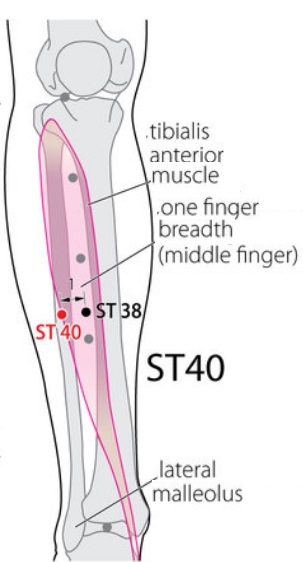 .tibialis
anterior
muscle
.one finger
breadth
(middle finger)
1
ST 38
ST 40
ST40
lateral
malleolus